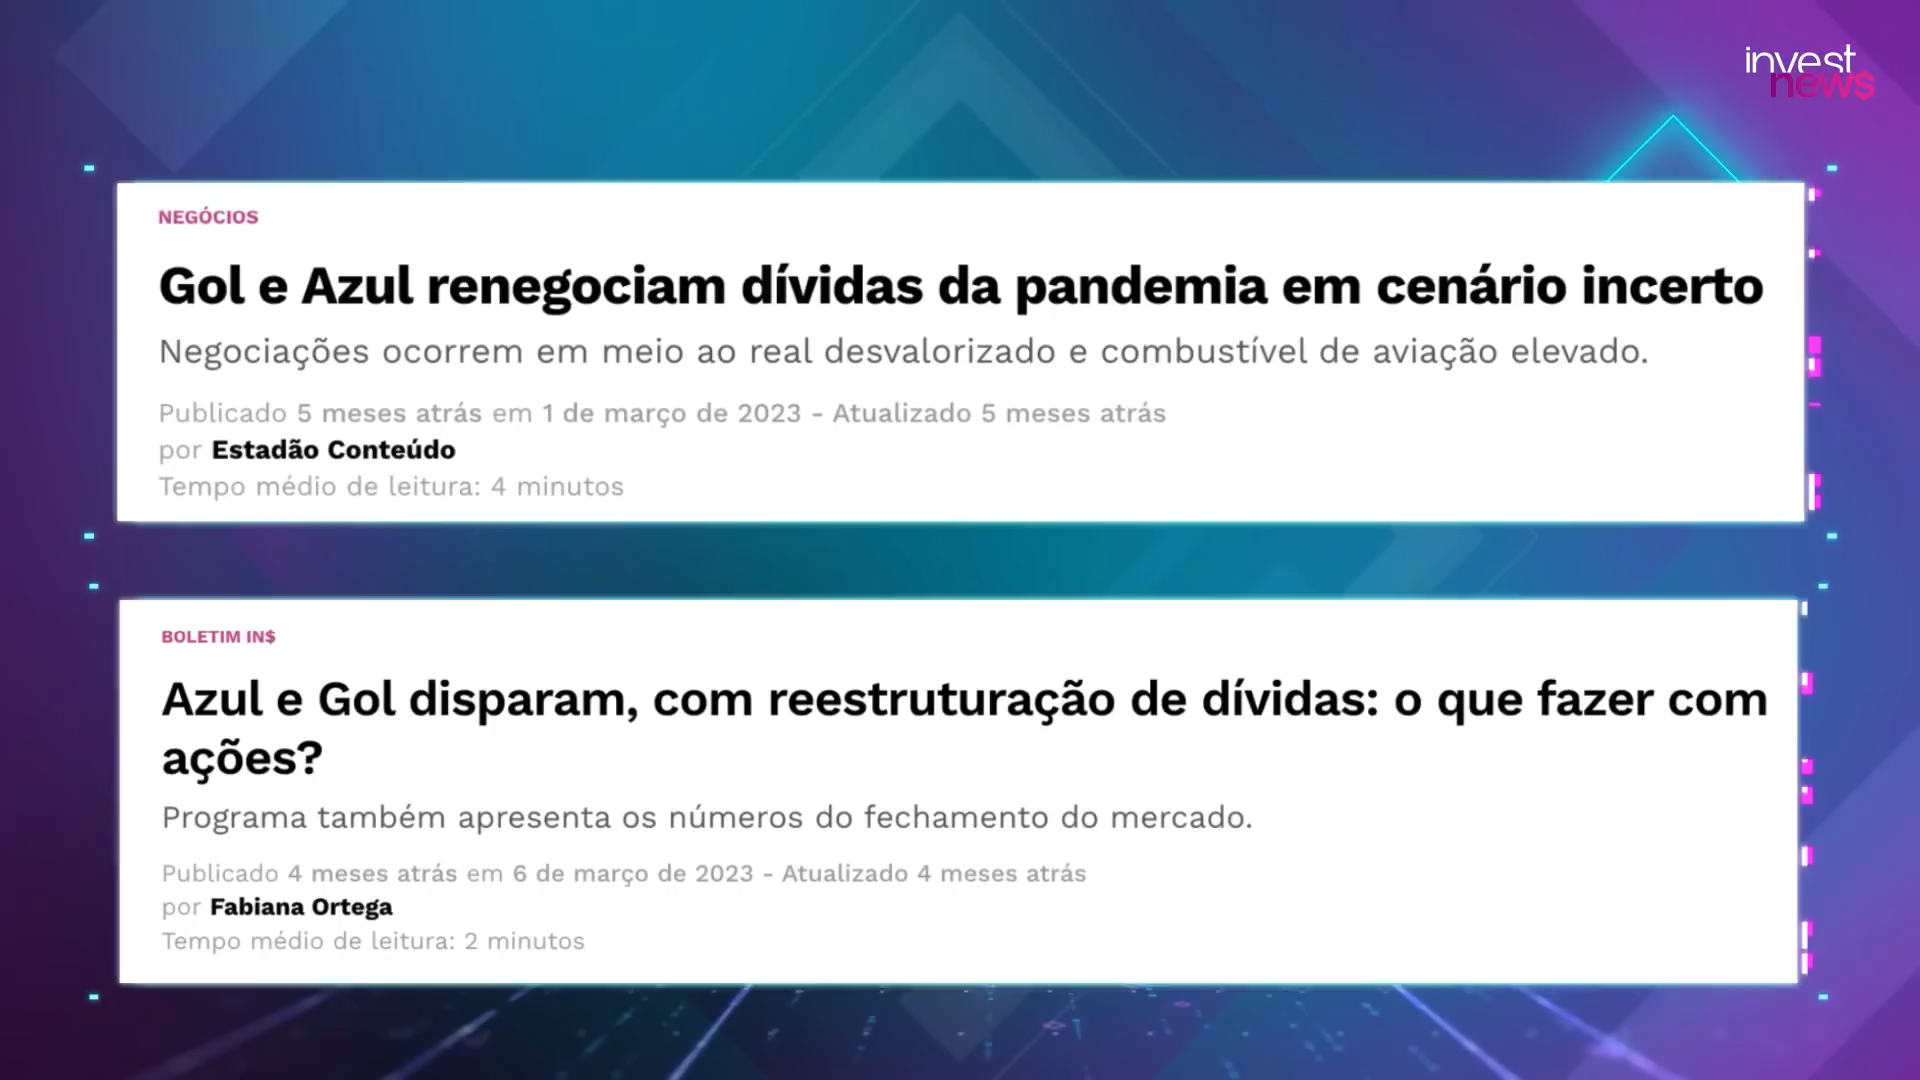 invest
new$
NEGÓCIOS
Gol e Azul renegociam dívidas da pandemia em cenário incerto
Negociações ocorrem em meio ao real desvalorizado e combustível de aviação elevado.
Publicado 5 meses atrás em 1 de março de 2023 - Atualizado 5 meses atrás
por Estadão Conteúdo
Tempo médio de leitura: 4 minutos
BOLETIM IN$
Azul e Gol disparam, com reestruturação de dívidas: o que fazer com
ações?
Programa também apresenta os números do fechamento do mercado.
Publicado 4 meses atrás em 6 de março de 2023 - Atualizado 4 meses atrás
por Fabiana Ortega
Tempo médio de leitura: 2 minutos